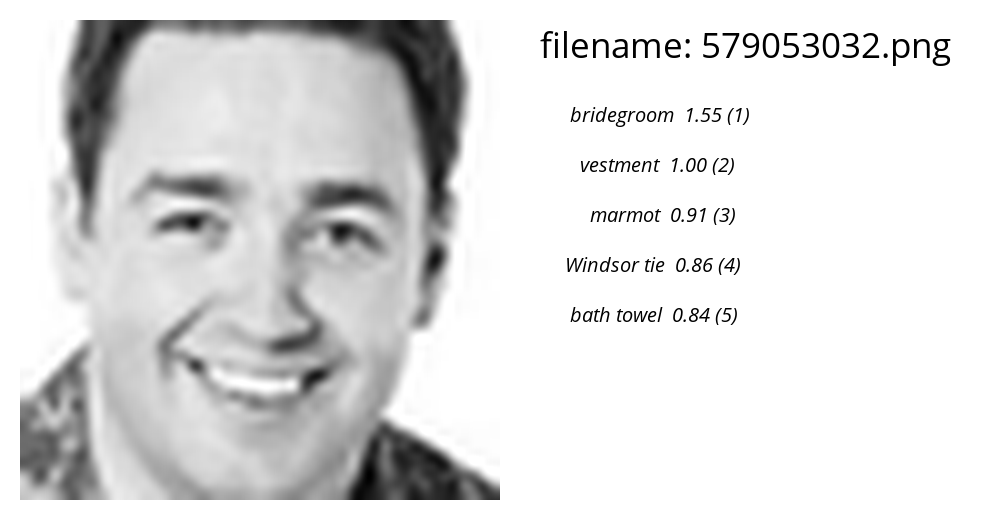 filename: 579053032.png
bridegroom 1.55 (1)
vestment 1.00 (2)
marmot 0.91 (3)
Windsor tie 0.86 (4)
bath towel 0.84 (5)